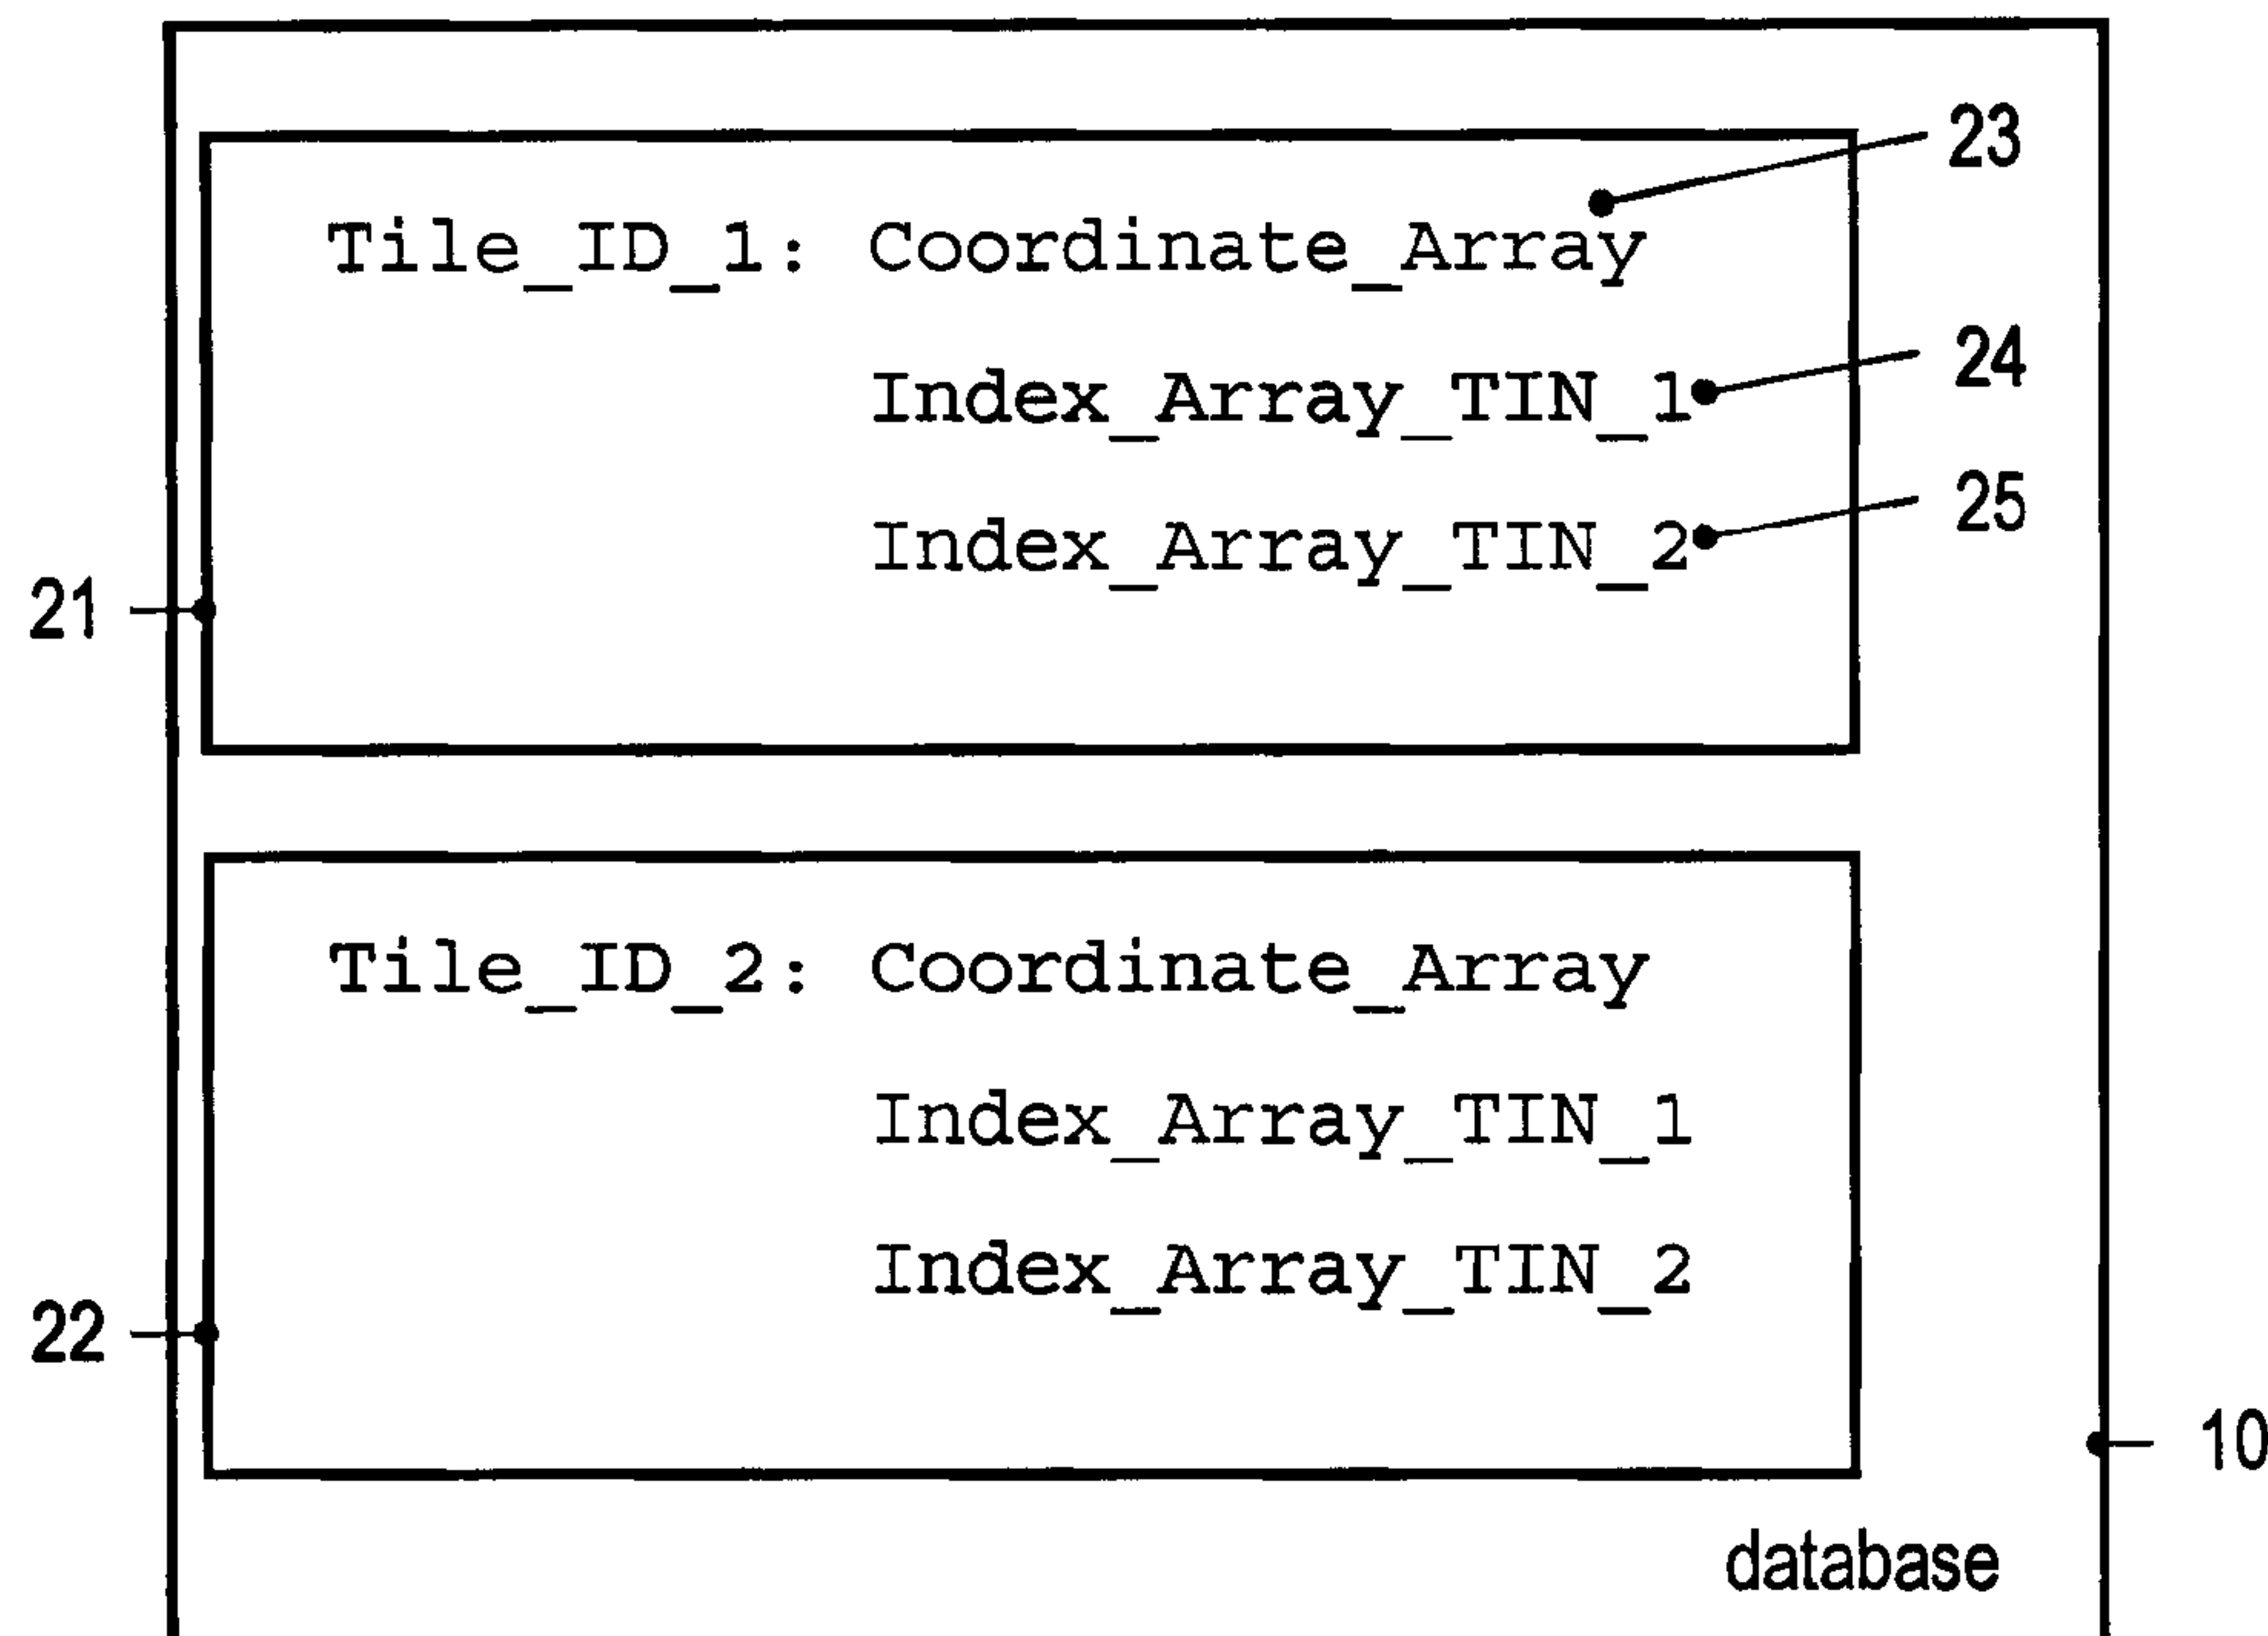 23
Tile_ID_1: Coordinate_Array
24
Index_Array_TIN_1
25
Index_Array_TIN_2
21
Tile_ID_2: Coordinate_Array
Index_Array_TIN_1
Index_Array_TIN_2
22
10
database